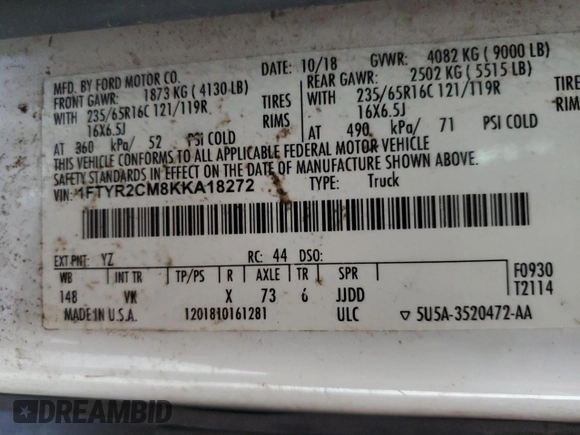 MFD. BY FORD MOTOR CO.
DATE: 10/18 GVWR: 4082 KG ( 9000 LB)
FRONT GAWR: 1873 KG ( 4130 LB)
REAR GAWR: 2502 KG ( 5515 LB)
WITH 235/65R16C 121/119R TIRES
WITH 235/65R16C 121/119R TIRES
16X6.5J RIMS
16X6.5J RIMS
AT 360 kPa/ 52 PSI COLD
AT 490 kPa/ 71 PSI COLD
THIS VEHICLE CONFORMS TO ALL APPLICABLE FEDERAL MOTOR VEHICLE
SAFETY STANDARDS IN EFFECT ON THE DATE OF MANUFACTURE SHOWN ABOVE.
VIN: 1FTYR2CM8KKA18272 TYPE: Truck
EXT PNT: YZ RC: 44 DSO:
WB INT TR TP/PS R AXLE TR SPR
148 VK X 73 6 JJDD
F0930
T2114
MADE IN U.S.A. 1201810161281 ULC ▽ 5U5A-3520472-AA
DREAMBID